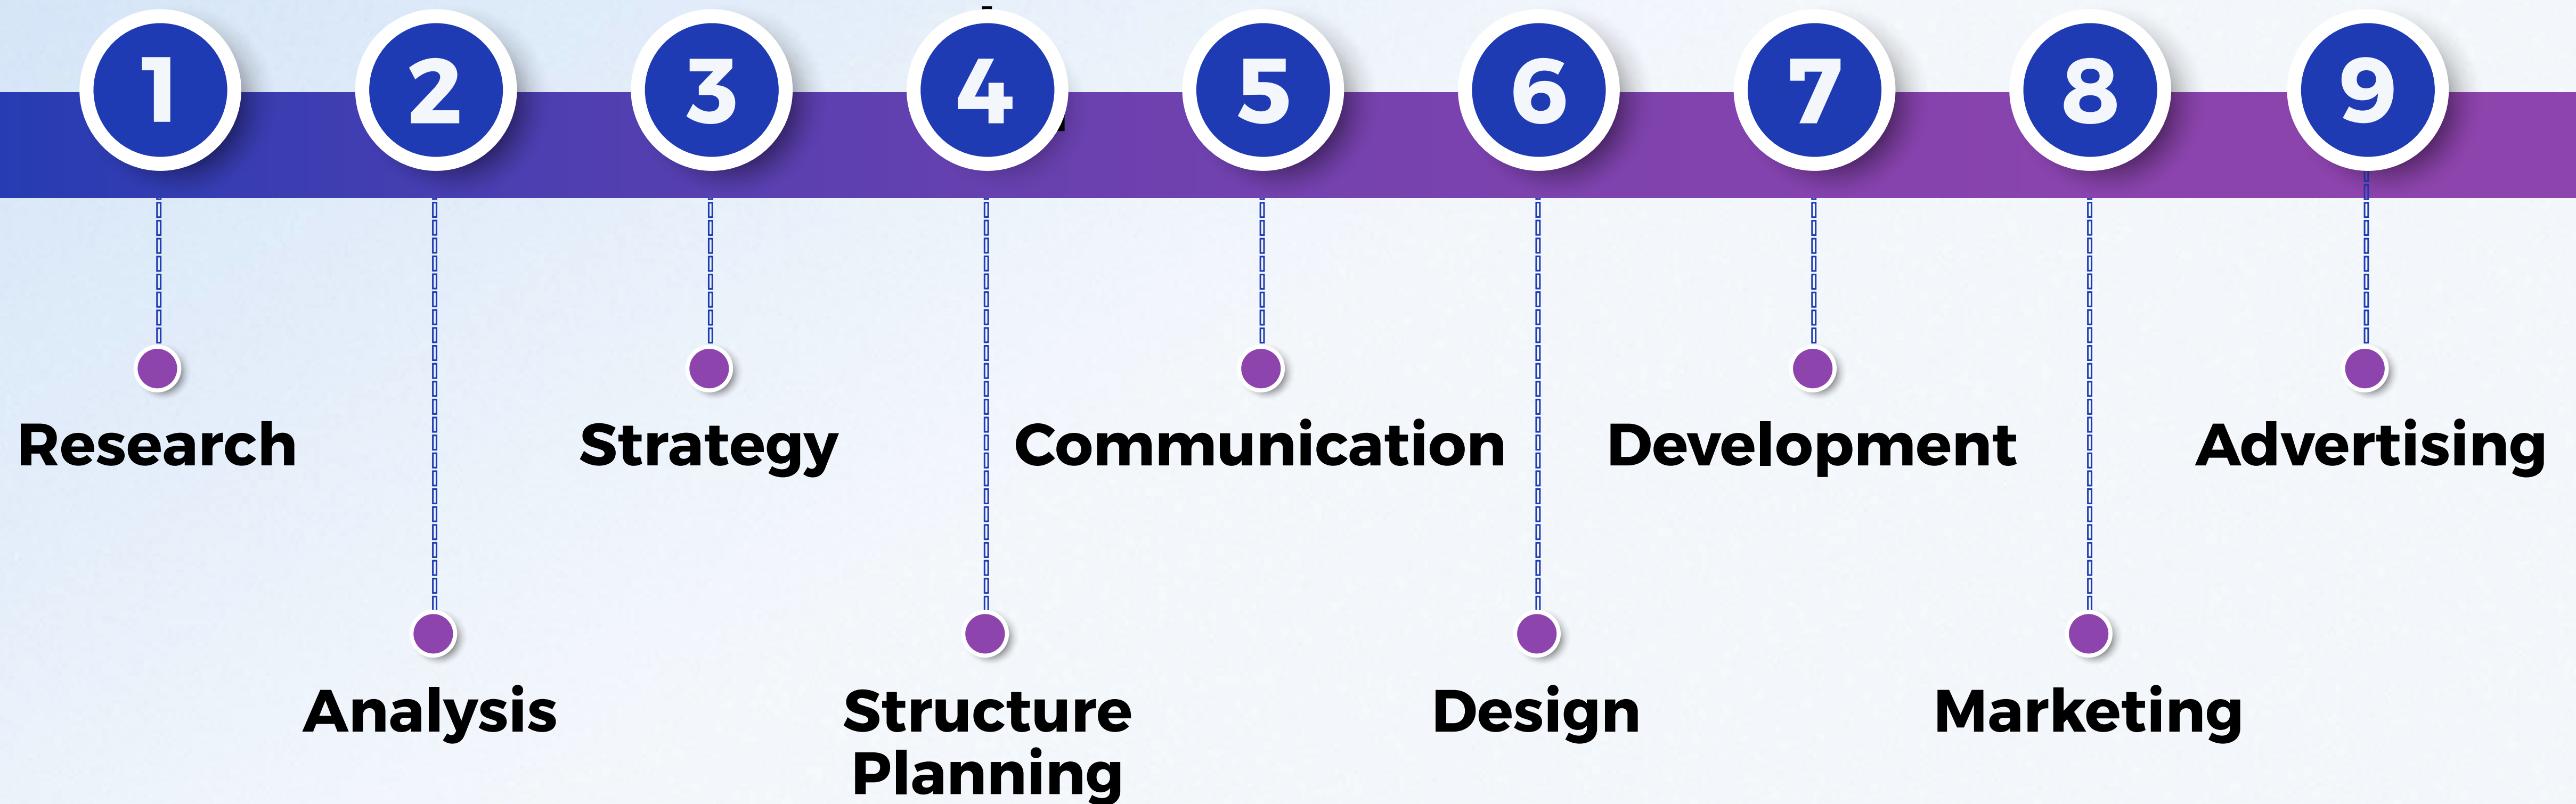 1 2 3 4 5 6 7 8 9
Research Strategy Communication Development Advertising
Analysis Structure Design Marketing
Planning